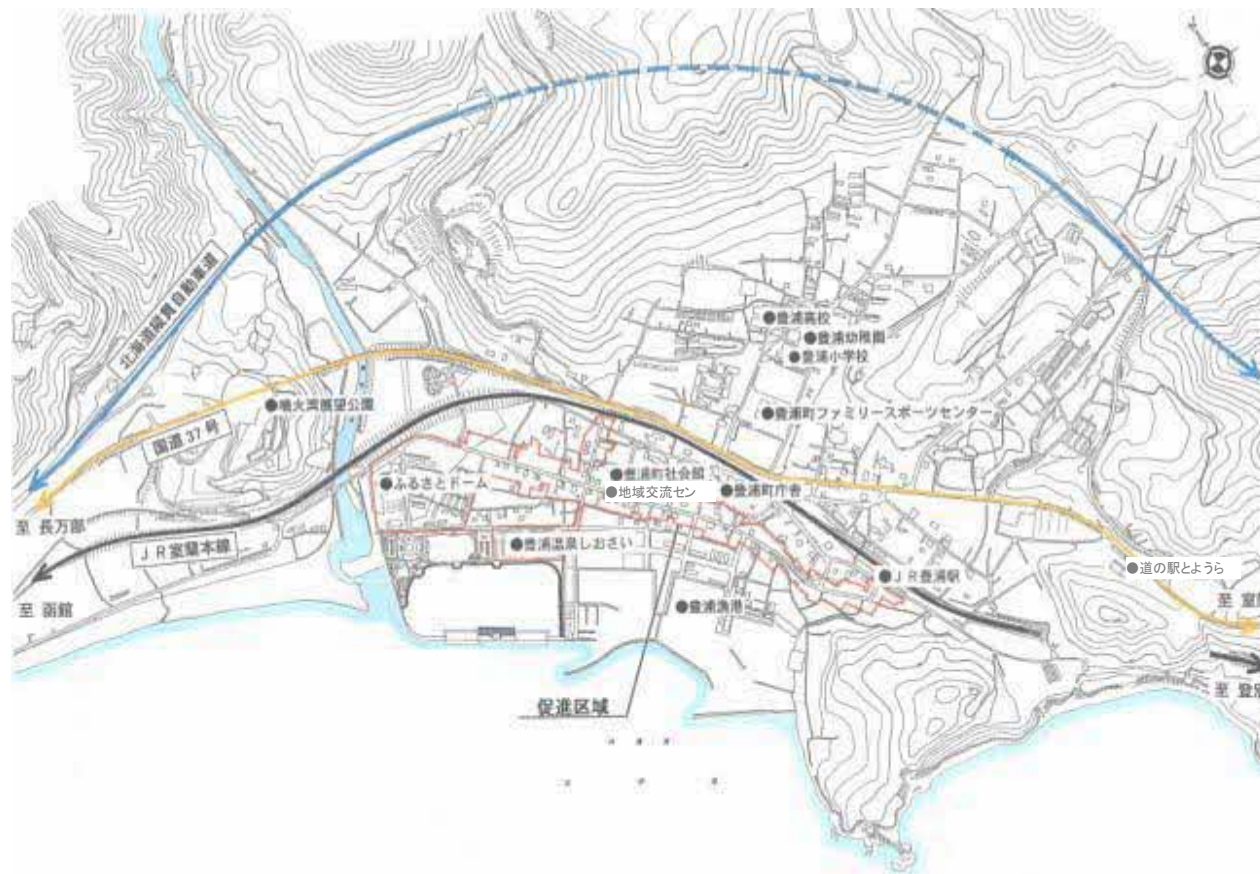 北海道縦貫自動車道
●豊浦高校
●豊浦幼稚園
●豊浦小学校
●噴火湾展望公園
●豊浦町ファミリースポーツセンター
国道37号
●豊浦町社会館
●ふるさとドーム
●地域交流セン
●豊浦町庁舎
至 長万部
JR室蘭本線
●豊浦温泉しおさい
●道の駅とようら
●JR豊浦駅
至 函館
●豊浦漁港
至 室
至 登
促進区域